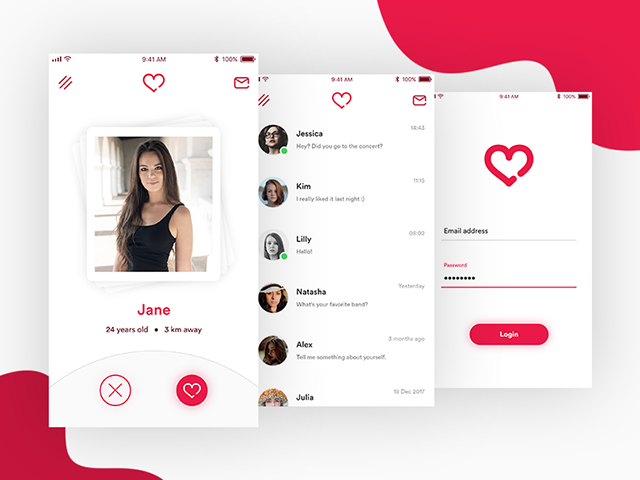 9:41 AM
100%
Jane
24 years old • 3 km away
9:41 AM
100%
Jessica
14:43
Hey? Did you go to the concert?
Kim
11:15
I really liked it last night :)
Lilly
08:02
Hello!
Natasha
Yesterday
What's your favorite band?
Alex
3 months ago
Tell me something about yourself.
Julia
19 Dec 2017
9:41 AM
100%
Email address
Password
Login